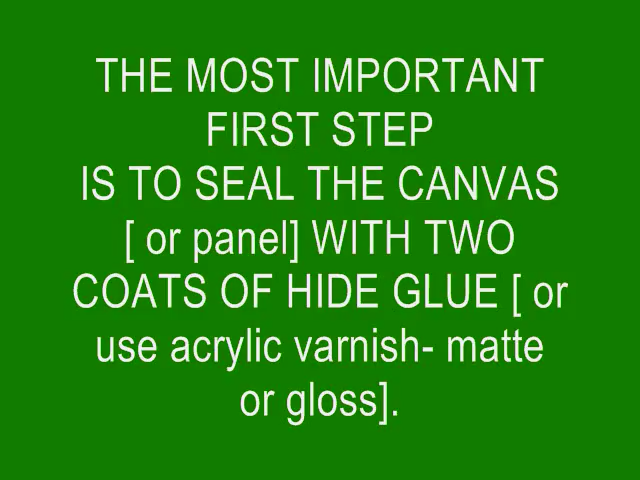 THE MOST IMPORTANT
FIRST STEP
IS TO SEAL THE CANVAS
[ or panel] WITH TWO
COATS OF HIDE GLUE [ or
use acrylic varnish- matte
or gloss].